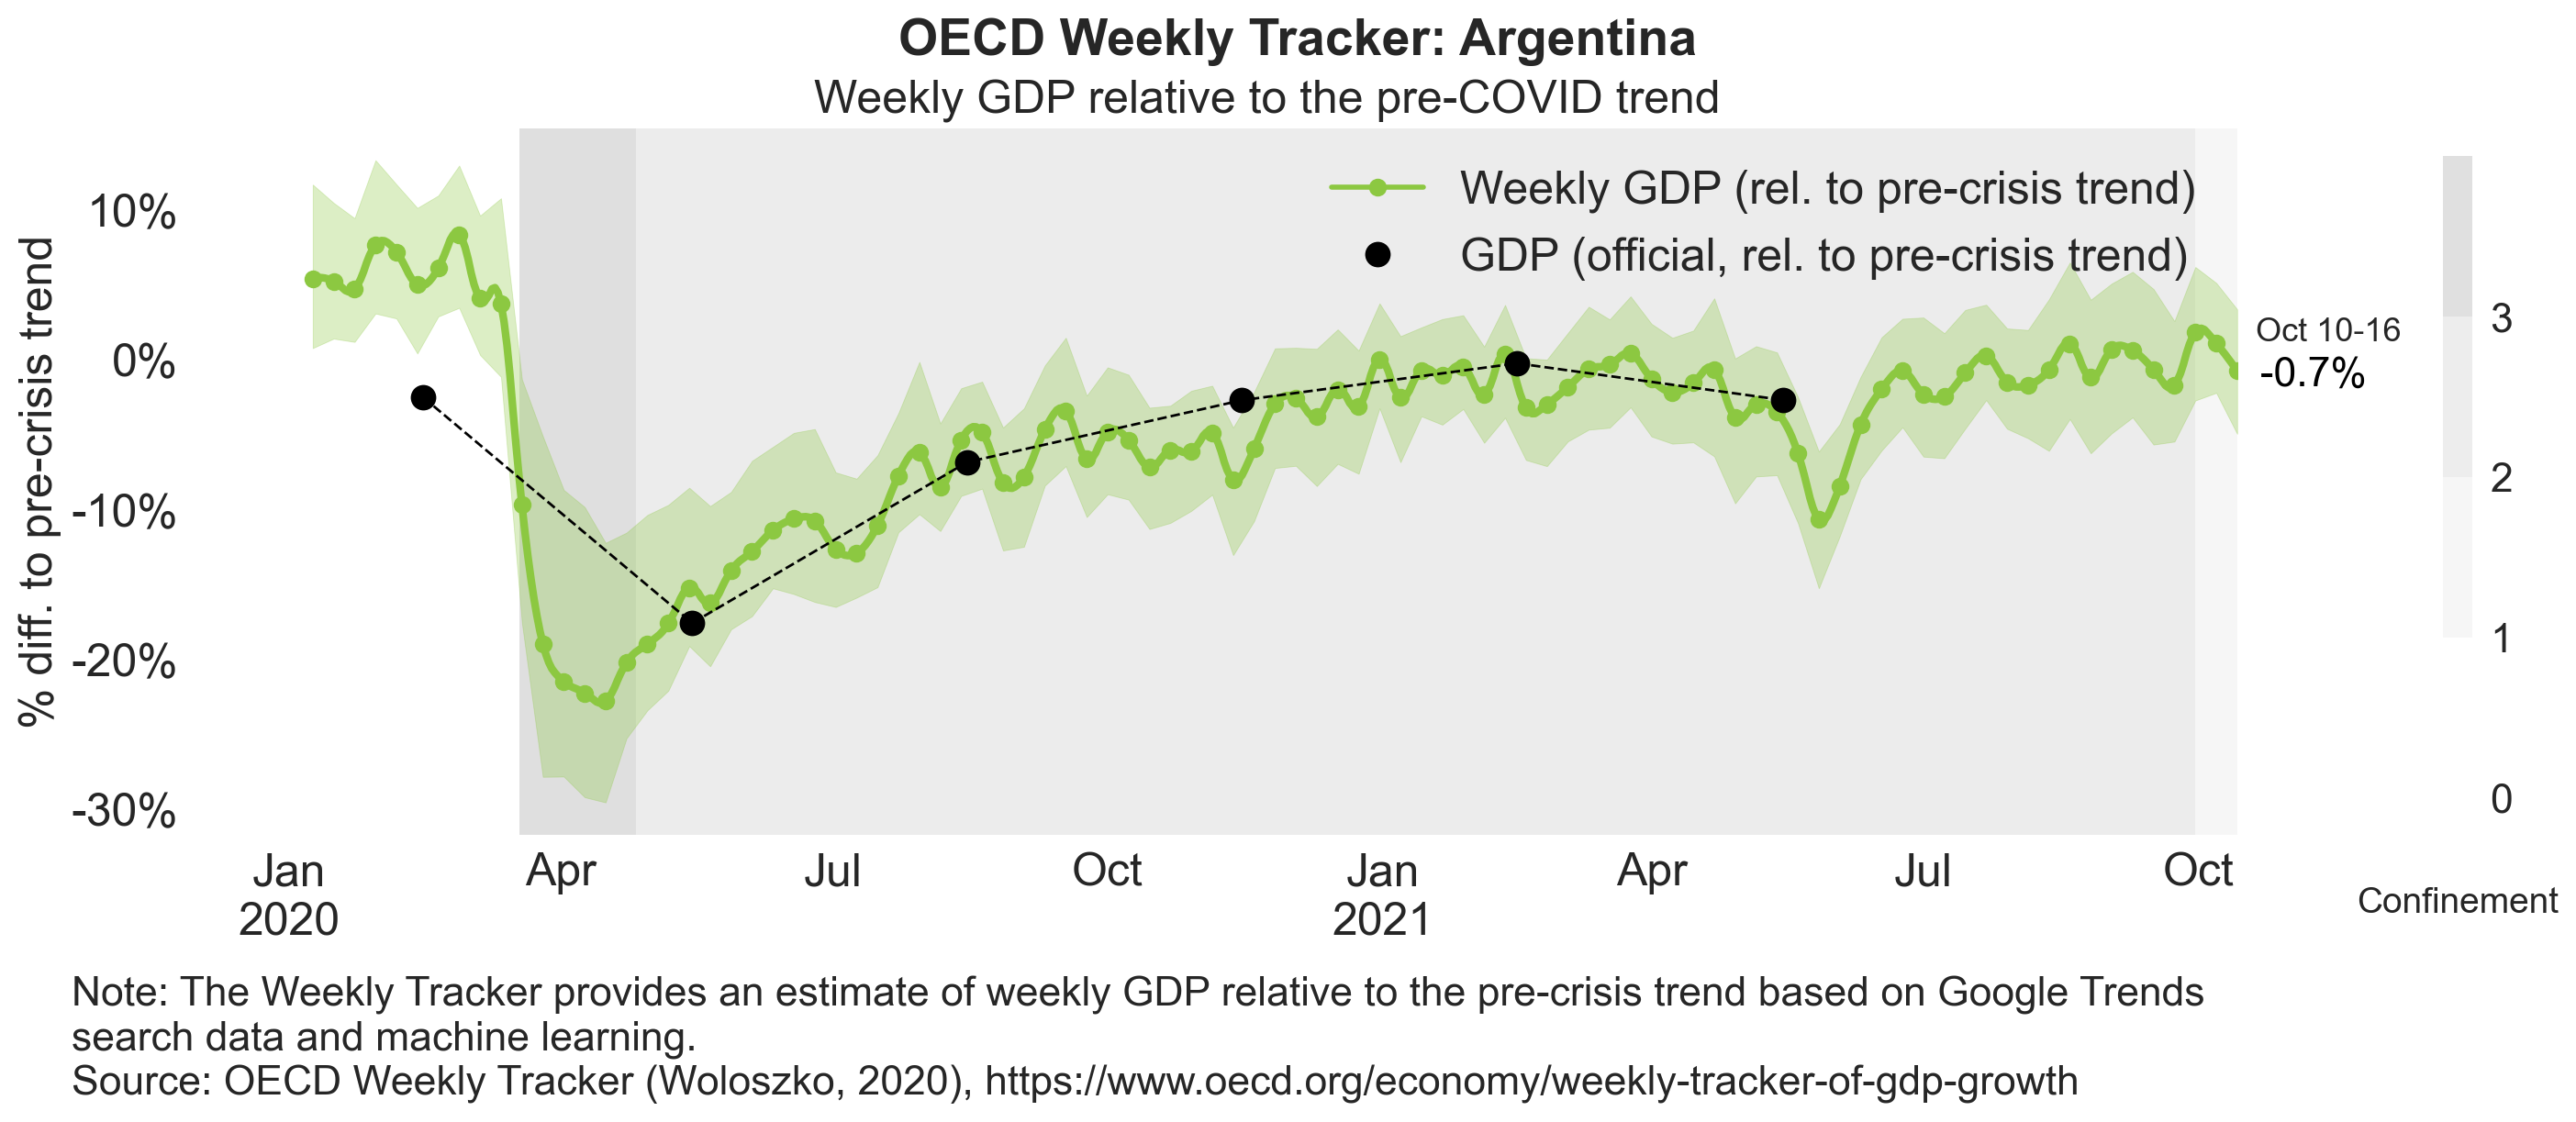 OECD Weekly Tracker: Argentina
Weekly GDP relative to the pre-COVID trend
Weekly GDP (rel. to pre-crisis trend)
GDP (official, rel. to pre-crisis trend)
% diff. to pre-crisis trend
10%
0%
-10%
-20%
-30%
Jan
2020
Apr
Jul
Oct
Jan
2021
Apr
Jul
Oct
Oct 10-16
-0.7%
3
2
1
0
Confinement
Note: The Weekly Tracker provides an estimate of weekly GDP relative to the pre-crisis trend based on Google Trends
search data and machine learning.
Source: OECD Weekly Tracker (Woloszko, 2020), https://www.oecd.org/economy/weekly-tracker-of-gdp-growth